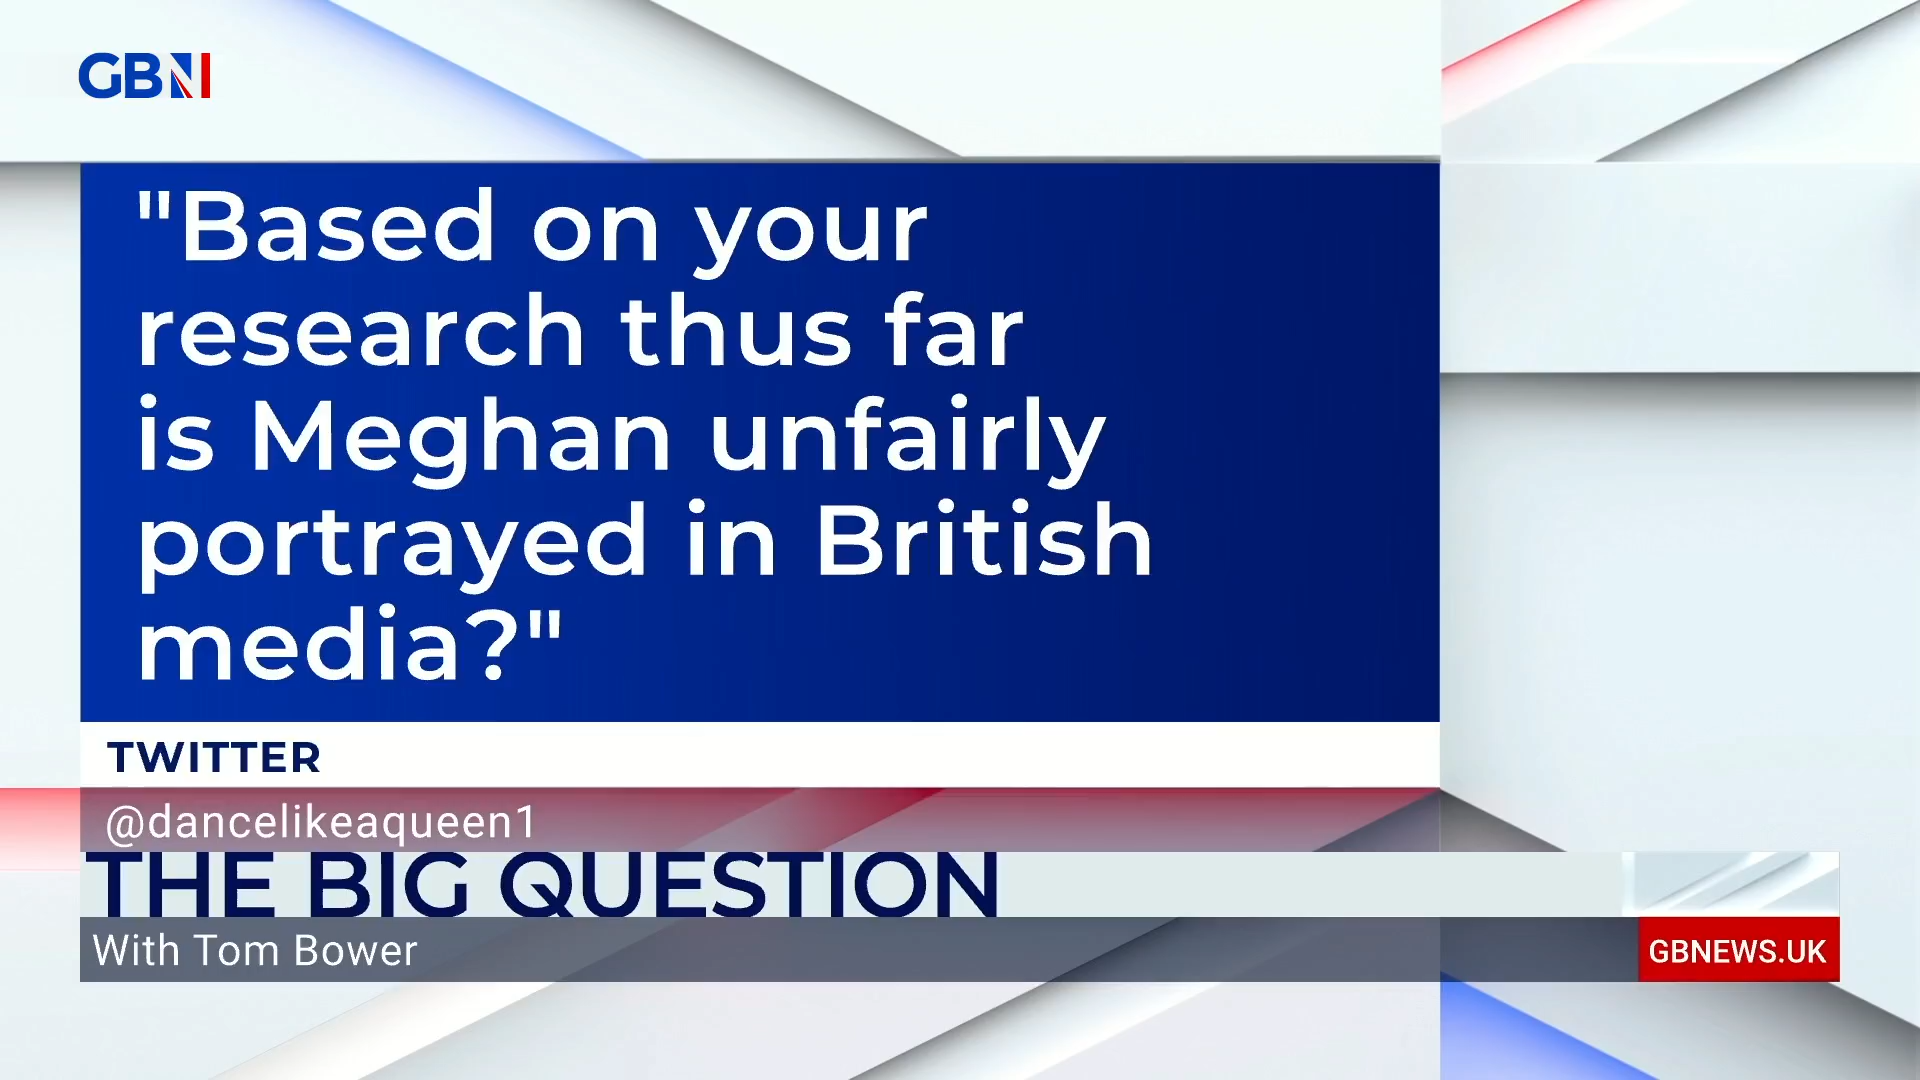 GBN
"Based on your
research thus far
is Meghan unfairly
portrayed in British
media?"
TWITTER
@dancelikeaqueen1
THE BIG QUESTION
With Tom Bower
GBNEWS.UK